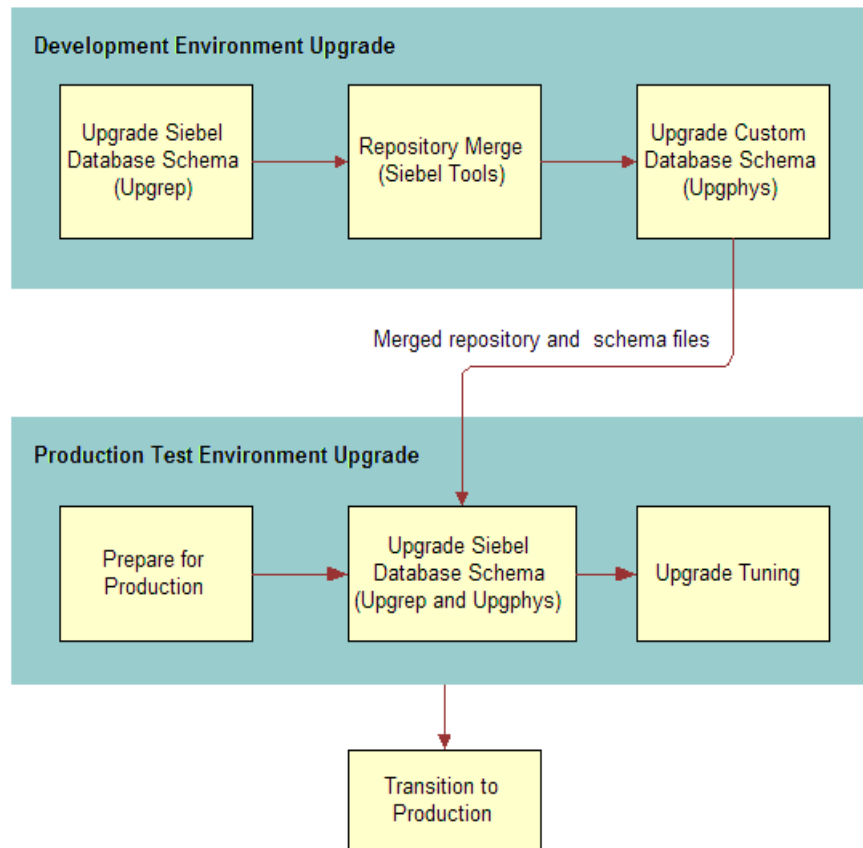 Development Environment Upgrade
Upgrade Siebel
Database Schema
(Upgrep)
Repository Merge
(Siebel Tools)
Upgrade Custom
Database Schema
(Upgphys)
Merged repository and schema files
Production Test Environment Upgrade
Prepare for
Production
Upgrade Siebel
Database Schema
(Upgrep and Upgphys)
Upgrade Tuning
Transition to
Production